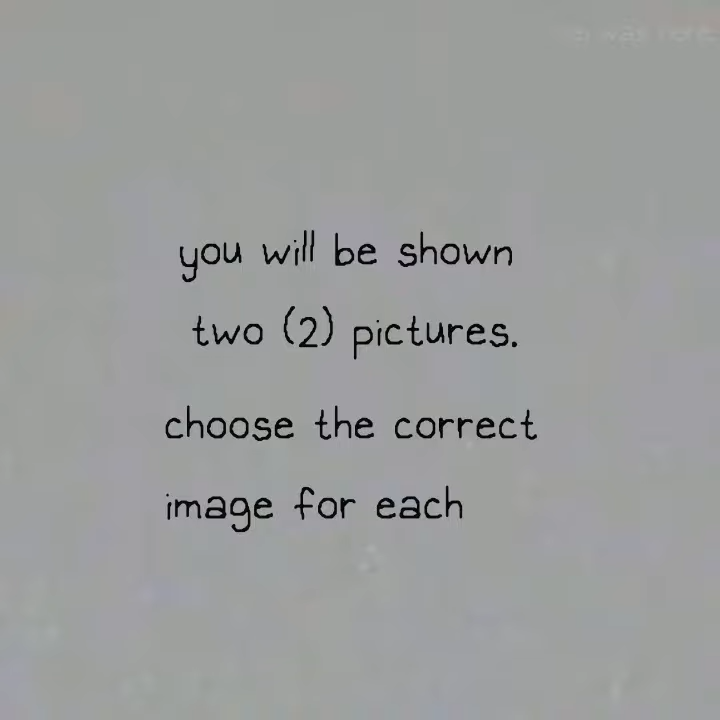 you will be shown
two (2) pictures.
choose the correct
image for each